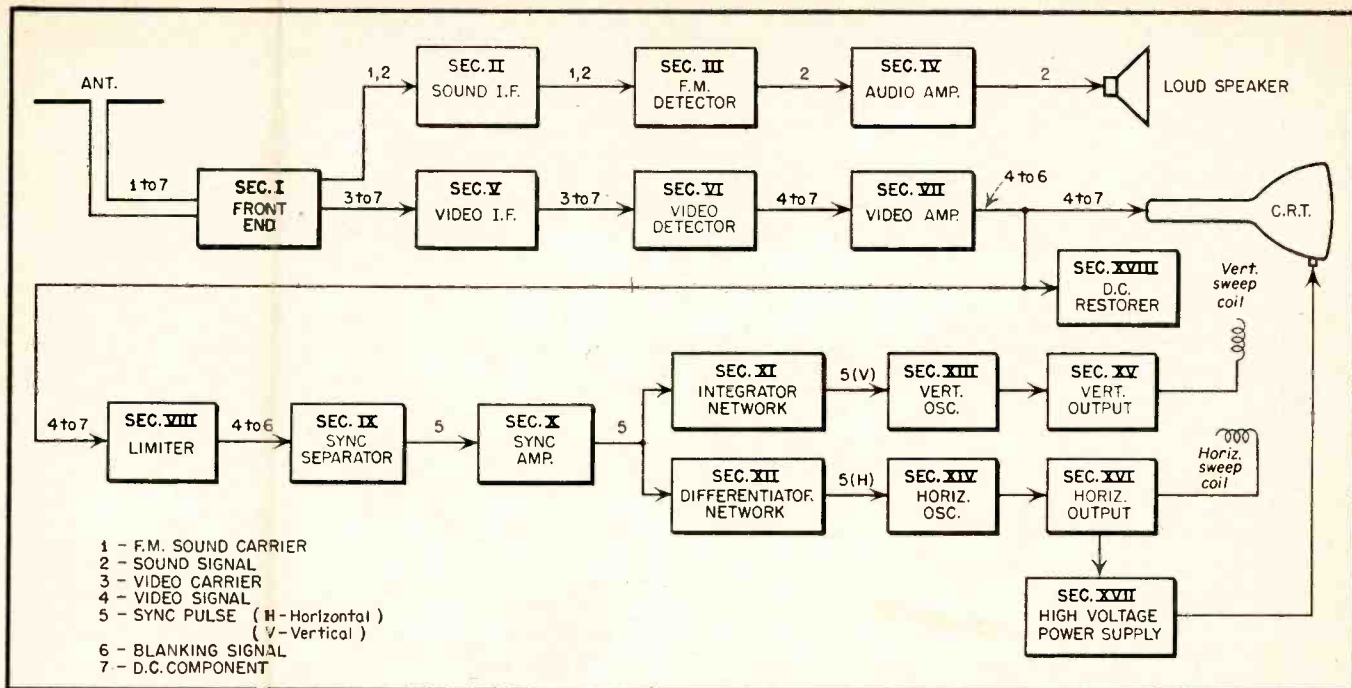 ANT.
1 to 7
SEC. I
FRONT
END
1,2
SEC. II
SOUND I.F.
1,2
SEC. III
F.M.
DETECTOR
2
SEC. IV
AUDIO AMP.
2
LOUD SPEAKER
3 to 7
SEC. V
VIDEO I.F.
3 to 7
SEC. VI
VIDEO
DETECTOR
4 to 7
SEC. VII
VIDEO AMP.
4 to 6
4 to 7
C.R.T.
SEC. XVIII
D.C.
RESTORER
Vert.
sweep
coil
4 to 7
SEC. VIII
LIMITER
4 to 6
SEC. IX
SYNC
SEPARATOR
5
SEC. X
SYNC
AMP.
5
SEC. XI
INTEGRATOR
NETWORK
5(V)
SEC. XIII
VERT.
OSC.
SEC. XV
VERT.
OUTPUT
SEC. XII
DIFFERENTIATOR
NETWORK
5(H)
SEC. XIV
HORIZ.
OSC.
SEC. XVI
HORIZ.
OUTPUT
Horiz.
sweep
coil
SEC. XVII
HIGH VOLTAGE
POWER SUPPLY
1 - F.M. SOUND CARRIER
2 - SOUND SIGNAL
3 - VIDEO CARRIER
4 - VIDEO SIGNAL
5 - SYNC PULSE (H-Horizontal)
(V-Vertical)
6 - BLANKING SIGNAL
7 - D.C. COMPONENT